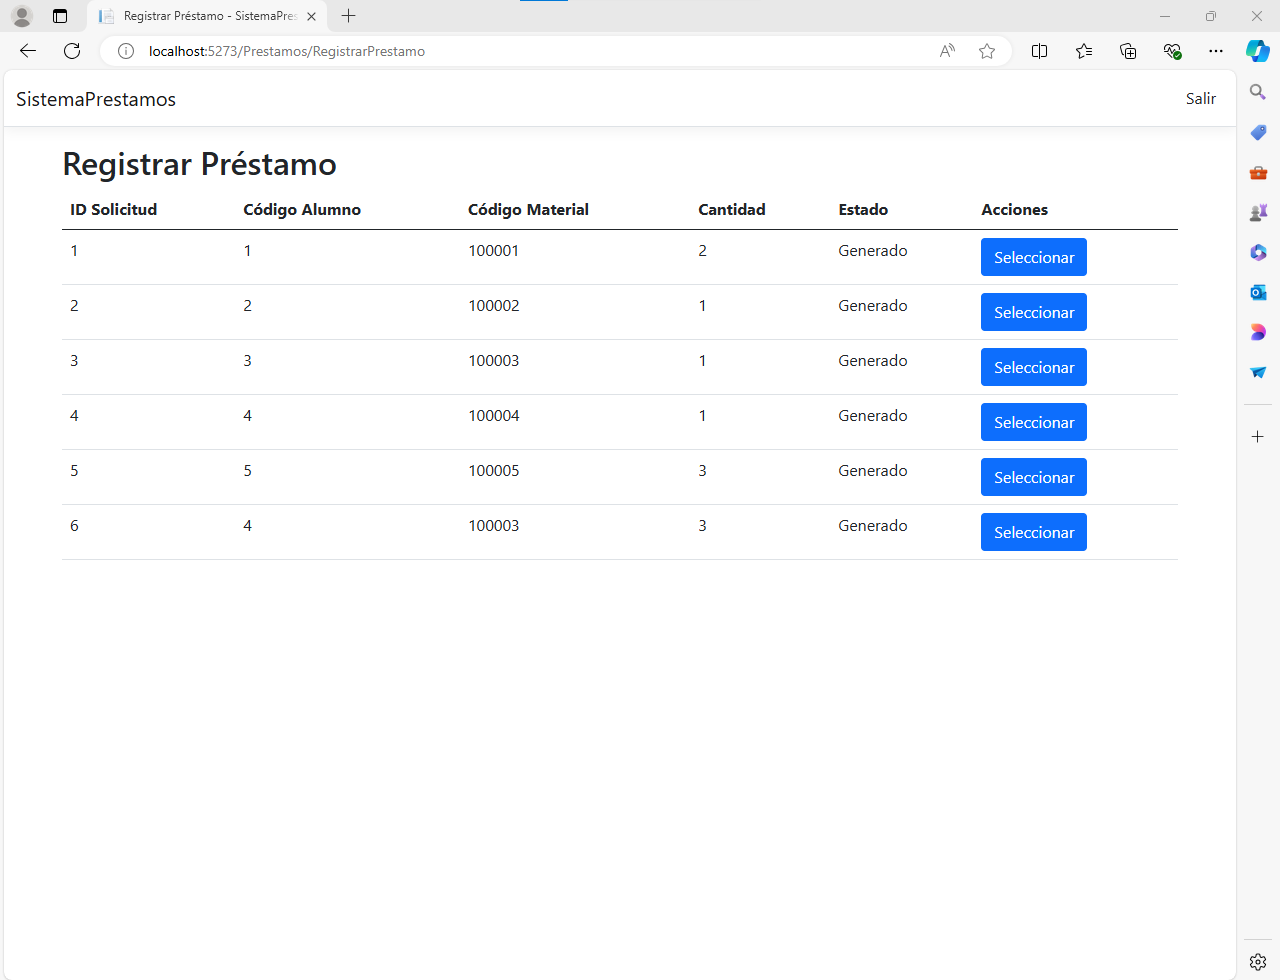 Registrar Préstamo - SistemaPres
localhost:5273/Prestamos/RegistrarPrestamo
SistemaPrestamos Salir
Registrar Préstamo
ID Solicitud Código Alumno Código Material Cantidad Estado Acciones
1 1 100001 2 Generado Seleccionar
2 2 100002 1 Generado Seleccionar
3 3 100003 1 Generado Seleccionar
4 4 100004 1 Generado Seleccionar
5 5 100005 3 Generado Seleccionar
6 4 100003 3 Generado Seleccionar